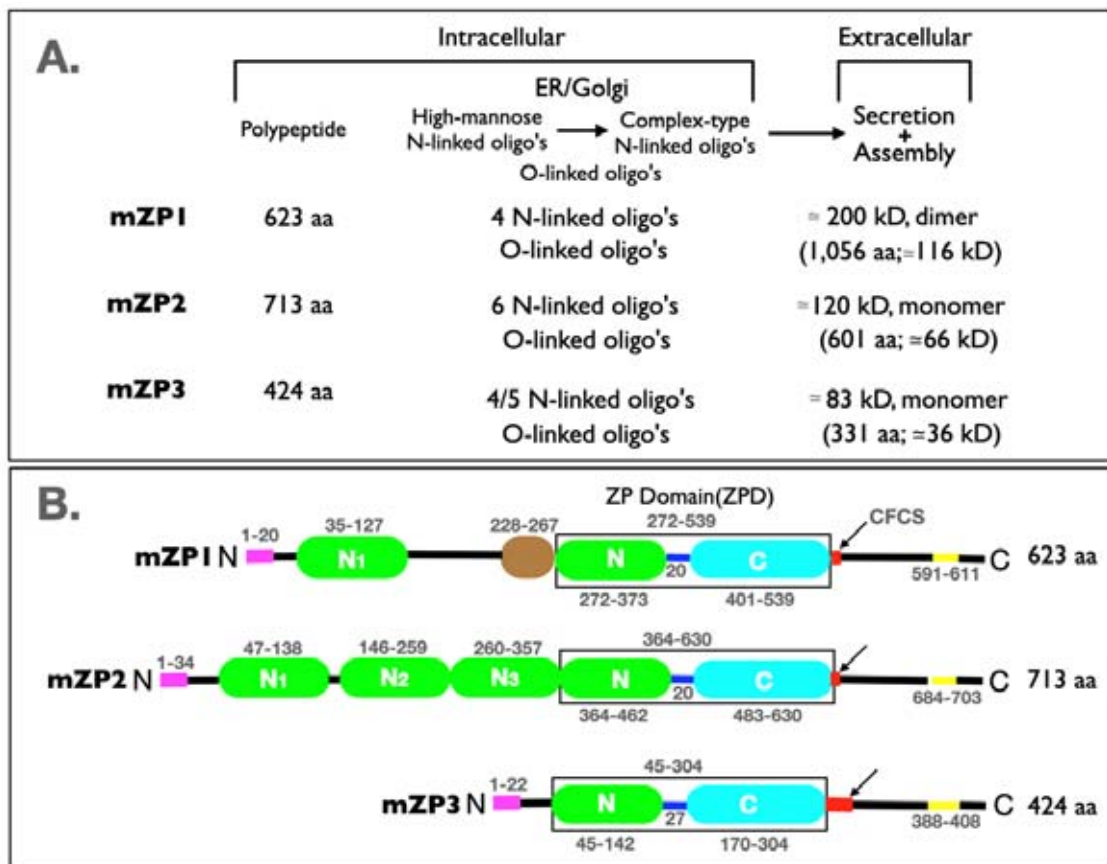 A.
Intracellular Extracellular
ER/Golgi
Polypeptide High-mannose N-linked oligo's Complex-type N-linked oligo's Secretion + Assembly
O-linked oligo's
mZP1 623 aa 4 N-linked oligo's ≈ 200 kD, dimer
O-linked oligo's (1,056 aa;≈116 kD)
mZP2 713 aa 6 N-linked oligo's ≈120 kD, monomer
O-linked oligo's (601 aa; ≈66 kD)
mZP3 424 aa 4/5 N-linked oligo's ≈ 83 kD, monomer
O-linked oligo's (331 aa; ≈36 kD)
B.
ZP Domain(ZPD)
1-20 35-127 228-267 272-539 CFCS
mZP1 N N1 N C C 623 aa
20 591-611
272-373 401-539
1-34 47-138 146-259 260-357 364-630
mZP2 N N1 N2 N3 N C C 713 aa
20 684-703
364-462 483-630
1-22 45-304
mZP3 N N C C 424 aa
27 388-408
45-142 170-304